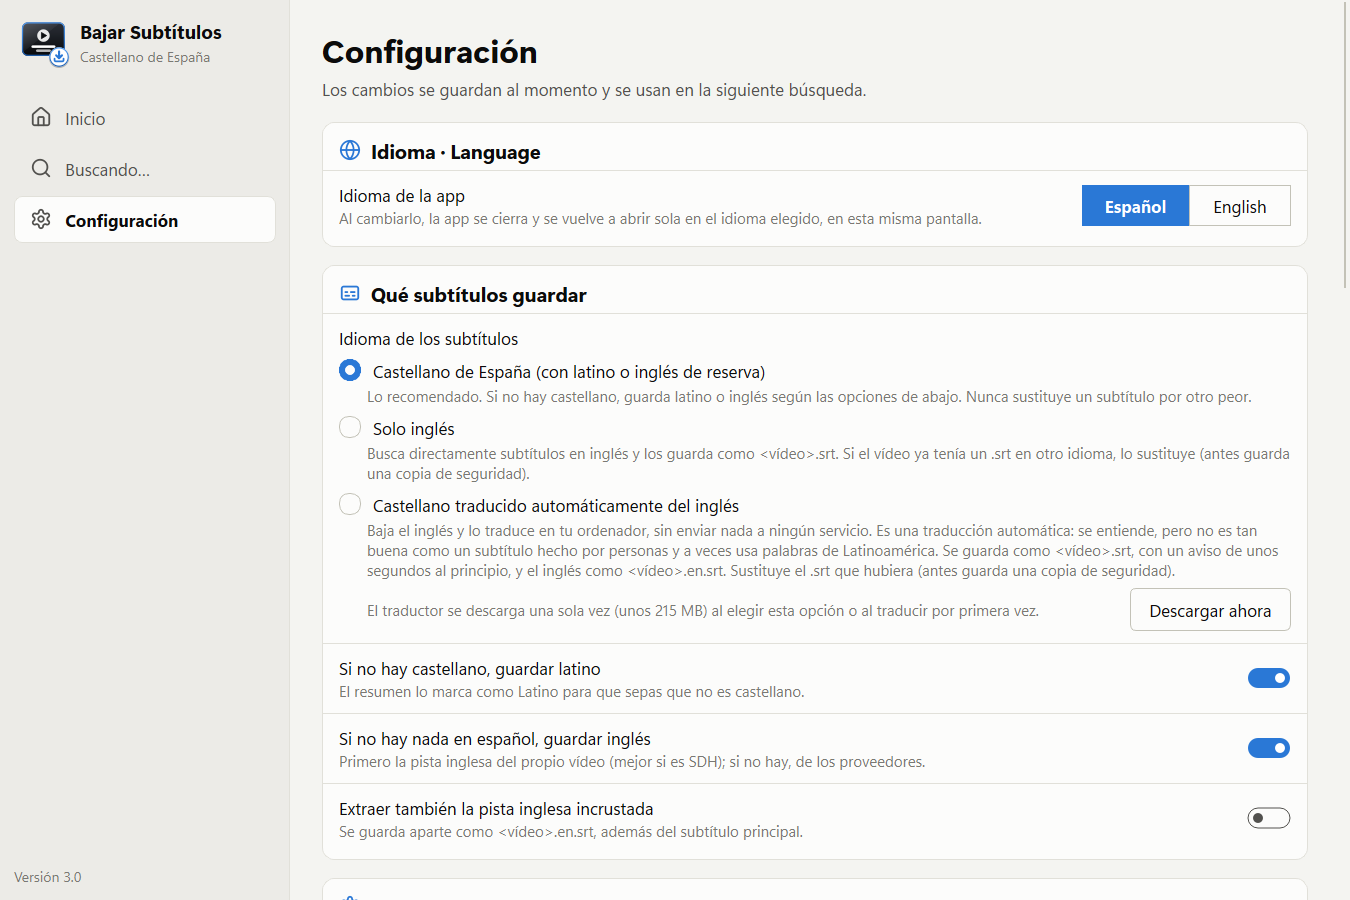 Bajar Subtítulos
Castellano de España
Inicio
Buscando...
Configuración
Versión 3.0
Configuración
Los cambios se guardan al momento y se usan en la siguiente búsqueda.
Idioma · Language
Idioma de la app
Al cambiarlo, la app se cierra y se vuelve a abrir sola en el idioma elegido, en esta misma pantalla.
Español
English
Qué subtítulos guardar
Idioma de los subtítulos
Castellano de España (con latino o inglés de reserva)
Lo recomendado. Si no hay castellano, guarda latino o inglés según las opciones de abajo. Nunca sustituye un subtítulo por otro peor.
Solo inglés
Busca directamente subtítulos en inglés y los guarda como <vídeo>.srt. Si el vídeo ya tenía un .srt en otro idioma, lo sustituye (antes guarda
una copia de seguridad).
Castellano traducido automáticamente del inglés
Baja el inglés y lo traduce en tu ordenador, sin enviar nada a ningún servicio. Es una traducción automática: se entiende, pero no es tan
buena como un subtítulo hecho por personas y a veces usa palabras de Latinoamérica. Se guarda como <vídeo>.srt, con un aviso de unos
segundos al principio, y el inglés como <vídeo>.en.srt. Sustituye el .srt que hubiera (antes guarda una copia de seguridad).
El traductor se descarga una sola vez (unos 215 MB) al elegir esta opción o al traducir por primera vez.
Descargar ahora
Si no hay castellano, guardar latino
El resumen lo marca como Latino para que sepas que no es castellano.
Si no hay nada en español, guardar inglés
Primero la pista inglesa del propio vídeo (mejor si es SDH); si no hay, de los proveedores.
Extraer también la pista inglesa incrustada
Se guarda aparte como <vídeo>.en.srt, además del subtítulo principal.